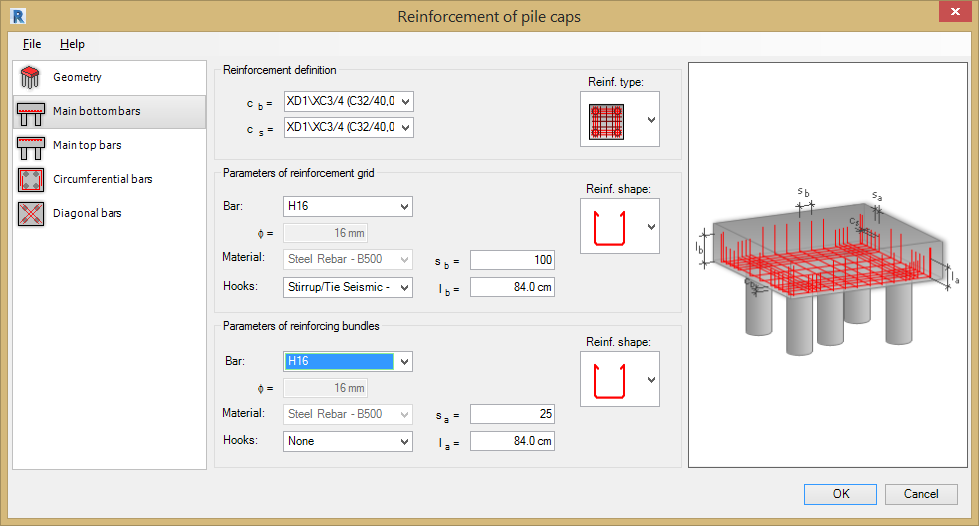 R
Reinforcement of pile caps
x
File Help
Geometry
Main bottom bars
Main top bars
Circumferential bars
Diagonal bars
Reinforcement definition
c b = XD1\XC3/4 (C32/40,0
c s = XD1\XC3/4 (C32/40,0
Reinf. type:
Parameters of reinforcement grid
Bar: H16
ϕ = 16 mm
Material: Steel Rebar - B500
Hooks: Stirrup/Tie Seismic -
s b = 100
l b = 84.0 cm
Reinf. shape:
Parameters of reinforcing bundles
Bar: H16
ϕ = 16 mm
Material: Steel Rebar - B500
Hooks: None
s a = 25
l a = 84.0 cm
Reinf. shape:
s b
s a
l b
l a
OK Cancel